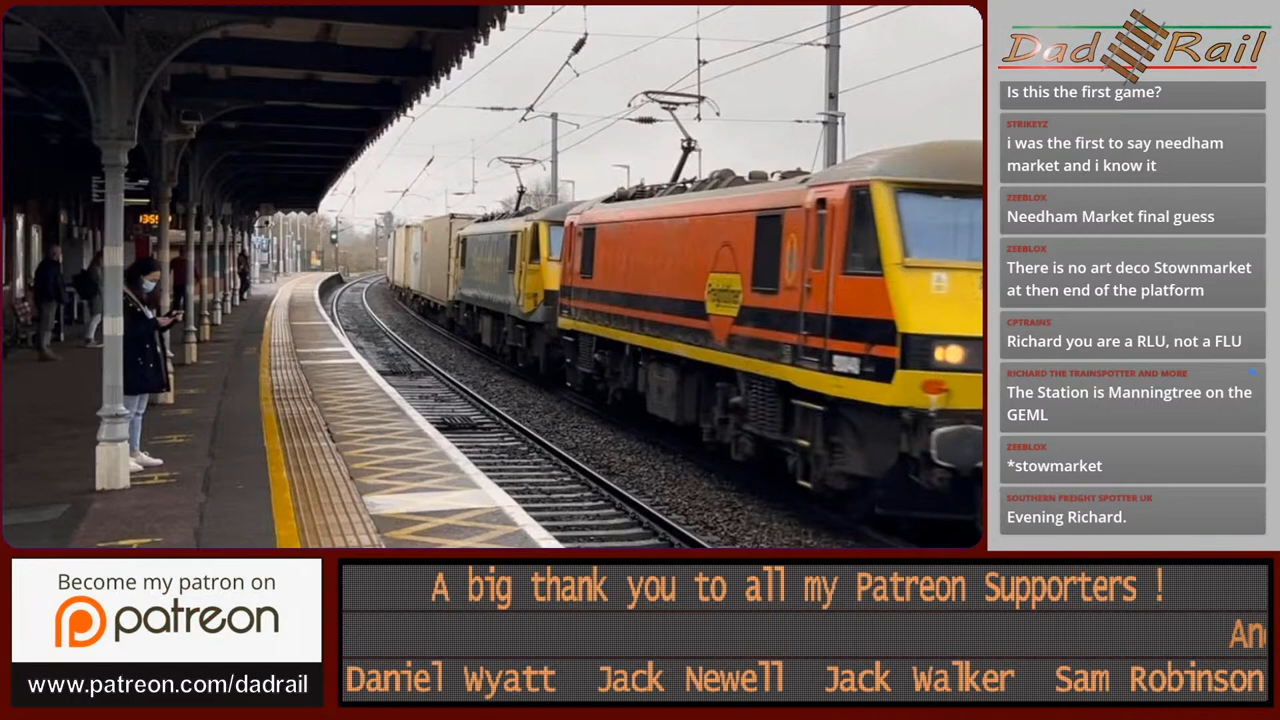 Dad Rail
Is this the first game?
STRIKEYZ
i was the first to say needham
market and i know it
ZEEBLOX
Needham Market final guess
ZEEBLOX
There is no art deco Stownmarket
at then end of the platform
CPTRAINS
Richard you are a RLU, not a FLU
RICHARD THE TRAINSPOTTER AND MORE
The Station is Manningtree on the
GEML
ZEEBLOX
*stowmarket
SOUTHERN FREIGHT SPOTTER UK
Evening Richard.
Become my patron on
patreon
www.patreon.com/dadrail
A big thank you to all my Patreon Supporters !
An
Daniel Wyatt Jack Newell Jack Walker Sam Robinson